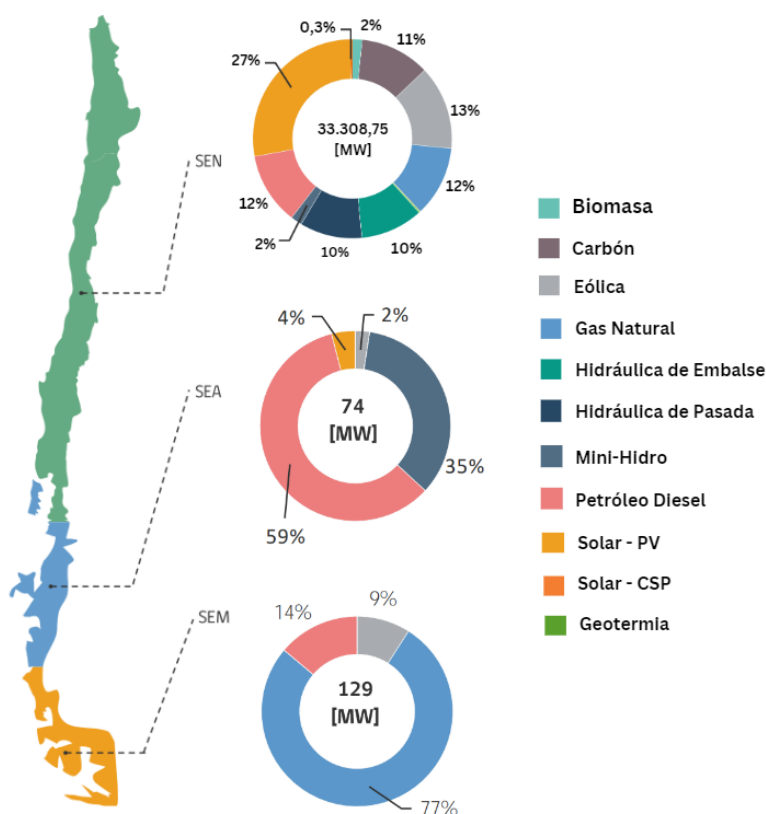 0,3%
2%
11%
27%
13%
33.308,75
[MW]
SEN
12%
12%
2%
10%
10%
4%
2%
SEA
74
[MW]
35%
59%
14%
9%
SEM
129
[MW]
77%
Biomasa
Carbón
Eólica
Gas Natural
Hidráulica de Embalse
Hidráulica de Pasada
Mini-Hidro
Petróleo Diesel
Solar - PV
Solar - CSP
Geotermia